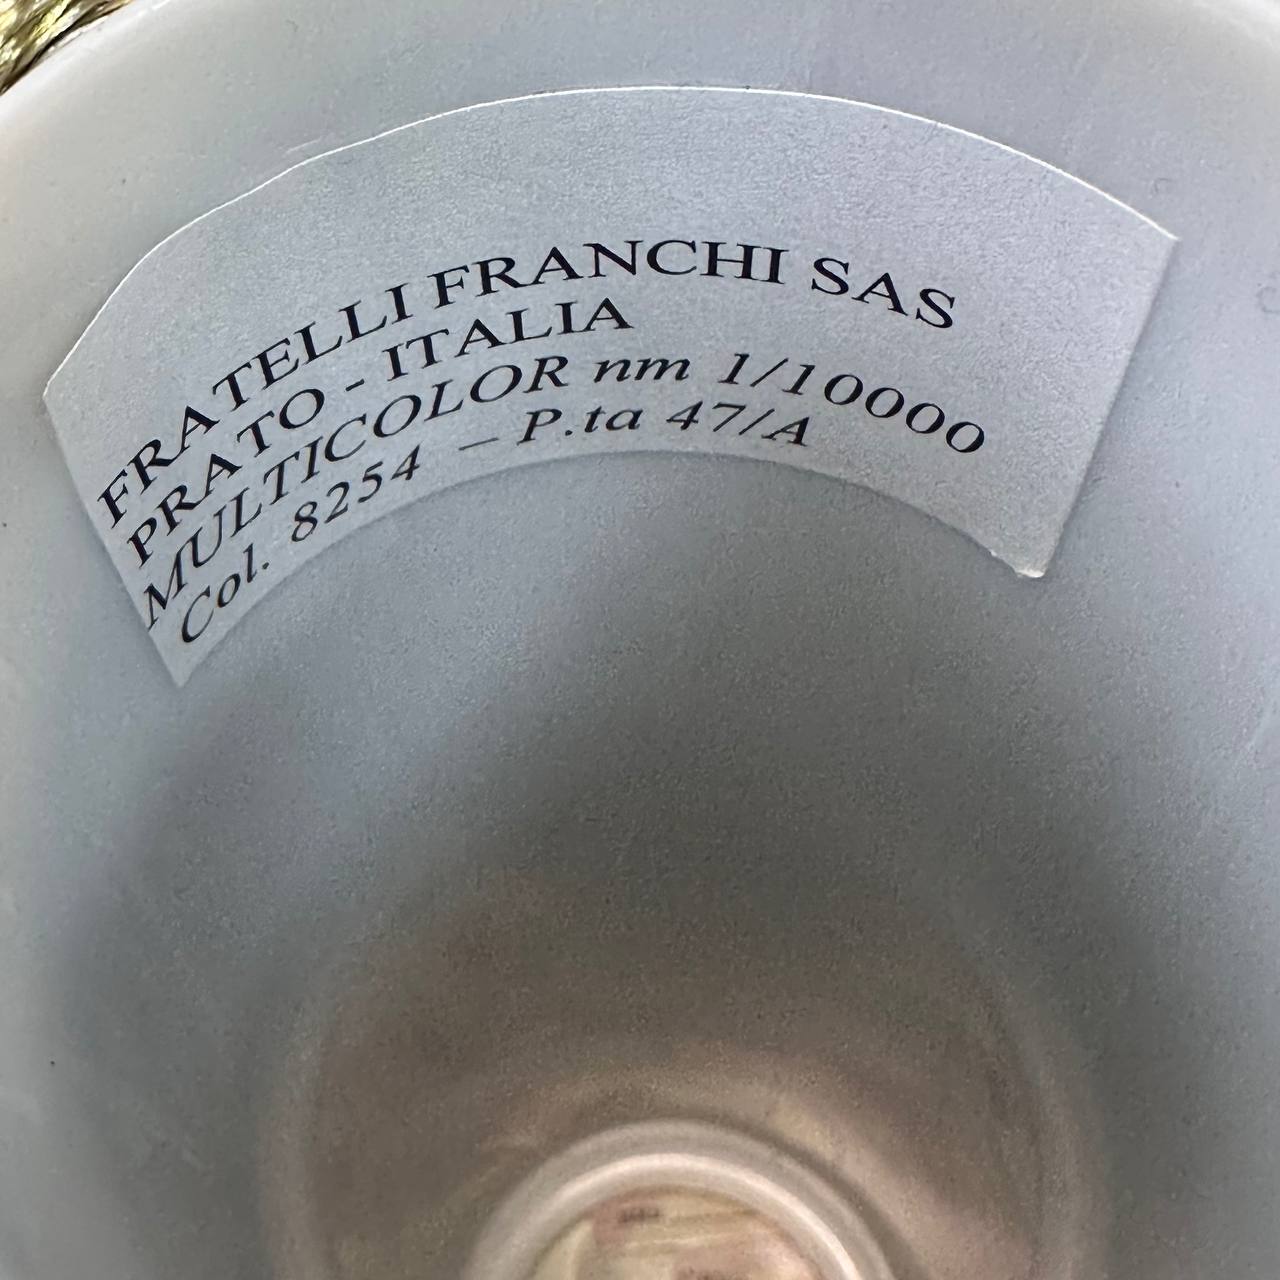 FRATELLI FRANCHI SAS
PRATO - ITALIA
MULTICOLOR nm 1/10000
Col. 8254 – P.ta 47/A